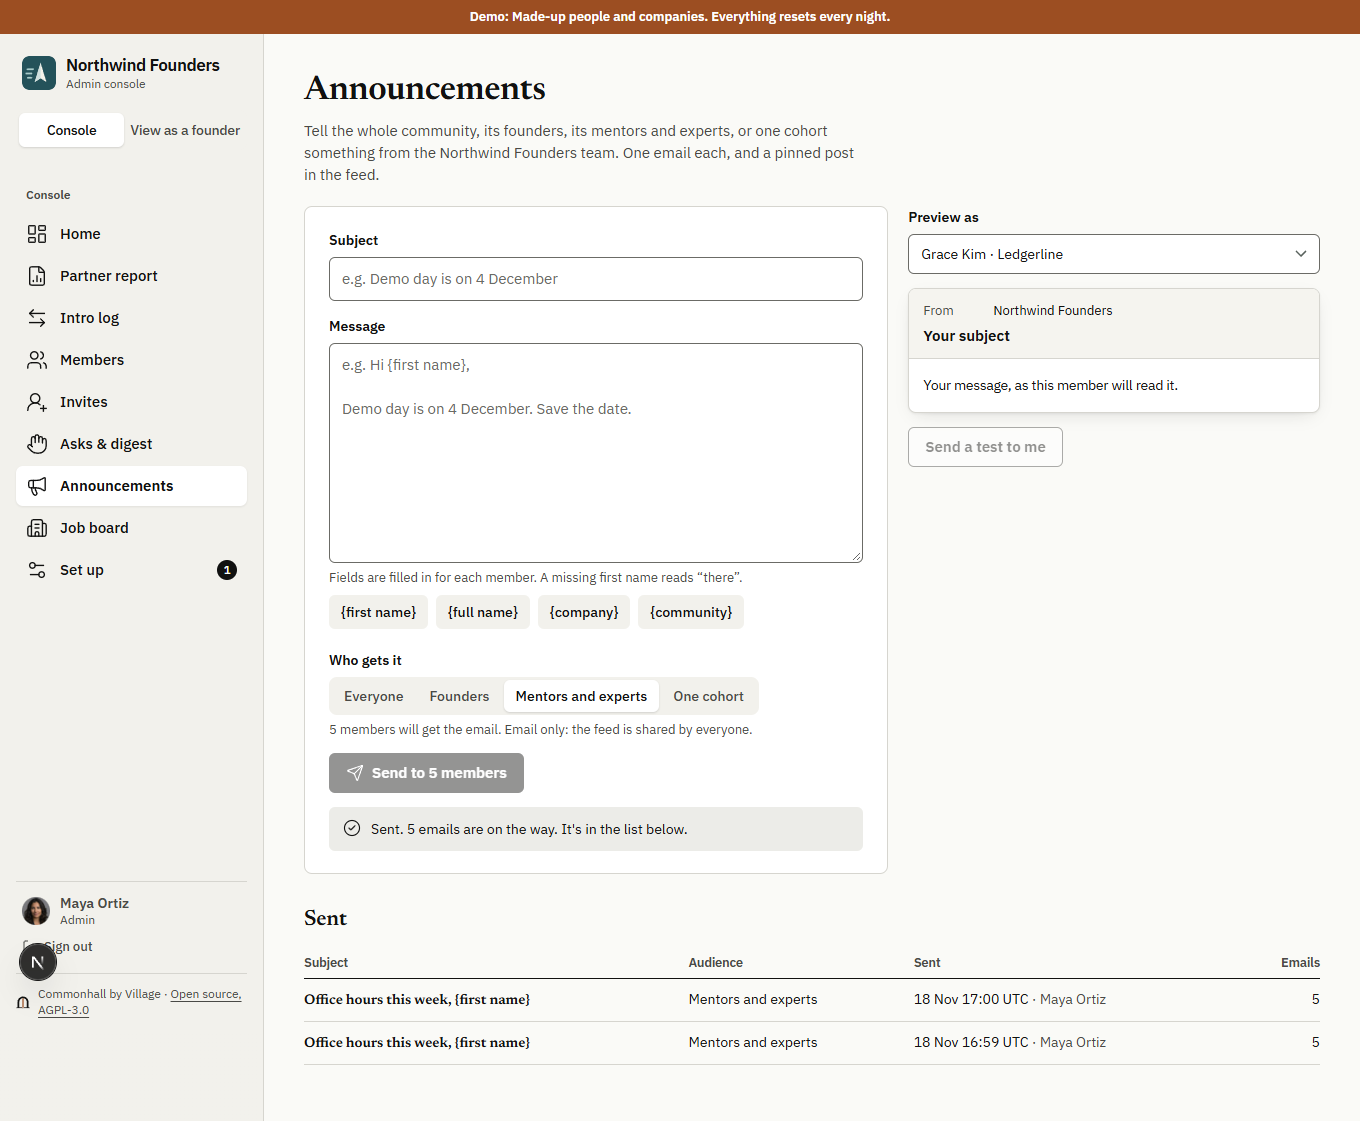 Demo: Made-up people and companies. Everything resets every night.
Northwind Founders
Admin console
Console
View as a founder
Console
Home
Partner report
Intro log
Members
Invites
Asks & digest
Announcements
Job board
Set up
1
Maya Ortiz
Admin
Sign out
N
Commonhall by Village · Open source,
AGPL-3.0
Announcements
Tell the whole community, its founders, its mentors and experts, or one cohort
something from the Northwind Founders team. One email each, and a pinned post
in the feed.
Subject
e.g. Demo day is on 4 December
Message
e.g. Hi {first name},
Demo day is on 4 December. Save the date.
Fields are filled in for each member. A missing first name reads “there”.
{first name} {full name} {company} {community}
Who gets it
Everyone Founders Mentors and experts One cohort
5 members will get the email. Email only: the feed is shared by everyone.
Send to 5 members
Sent. 5 emails are on the way. It's in the list below.
Preview as
Grace Kim · Ledgerline
From Northwind Founders
Your subject
Your message, as this member will read it.
Send a test to me
Sent
Subject Audience Sent Emails
Office hours this week, {first name} Mentors and experts 18 Nov 17:00 UTC · Maya Ortiz 5
Office hours this week, {first name} Mentors and experts 18 Nov 16:59 UTC · Maya Ortiz 5